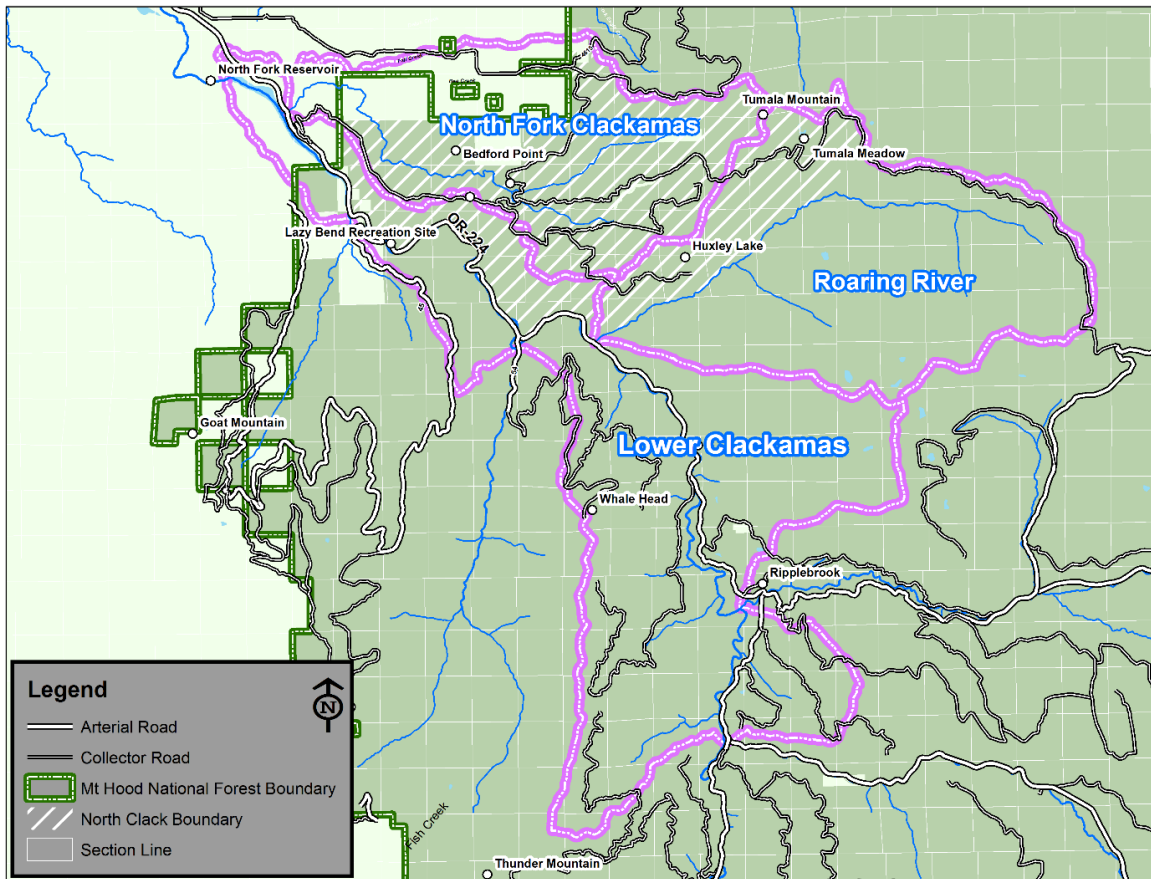 North Fork Reservoir
Tumala Mountain
North Fork Clackamas
Tumala Meadow
Bedford Point
OR-224
Lazy Bend Recreation Site
Huxley Lake
Roaring River
45
54
Goat Mountain
Lower Clackamas
Whale Head
Ripplebrook
Legend
N
Arterial Road
Collector Road
Mt Hood National Forest Boundary
North Clack Boundary
Section Line
Fish Creek
Thunder Mountain